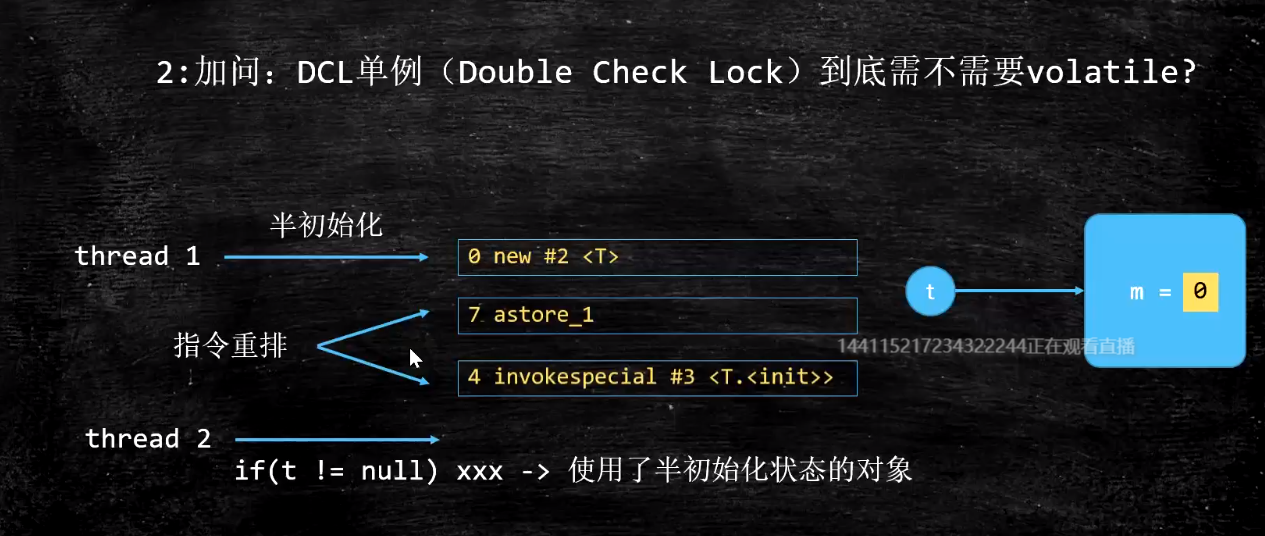 2:加问：DCL单例（Double Check Lock）到底需不需要volatile?
半初始化
thread 1
0 new #2 <T>
t
m = 0
7 astore_1
指令重排
144115217234322244正在观看直播
4 invokespecial #3 <T.<init>>
thread 2
if(t != null) xxx -> 使用了半初始化状态的对象